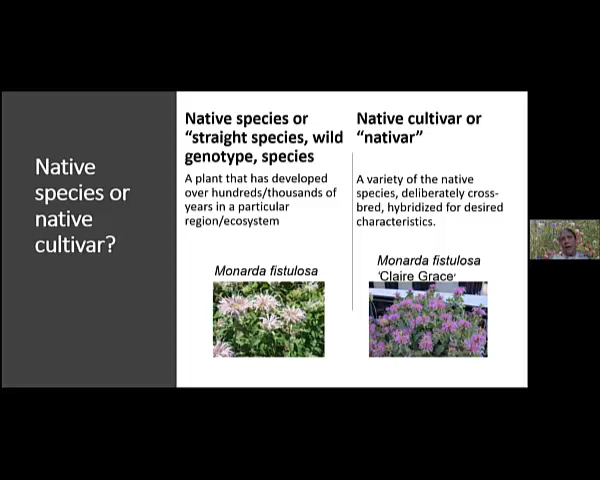 Native
species or
native
cultivar?
Native species or
“straight species, wild
genotype, species
A plant that has developed
over hundreds/thousands of
years in a particular
region/ecosystem
Monarda fistulosa
Native cultivar or
“nativar”
A variety of the native
species, deliberately cross-
bred, hybridized for desired
characteristics.
Monarda fistulosa
‘Claire Grace’